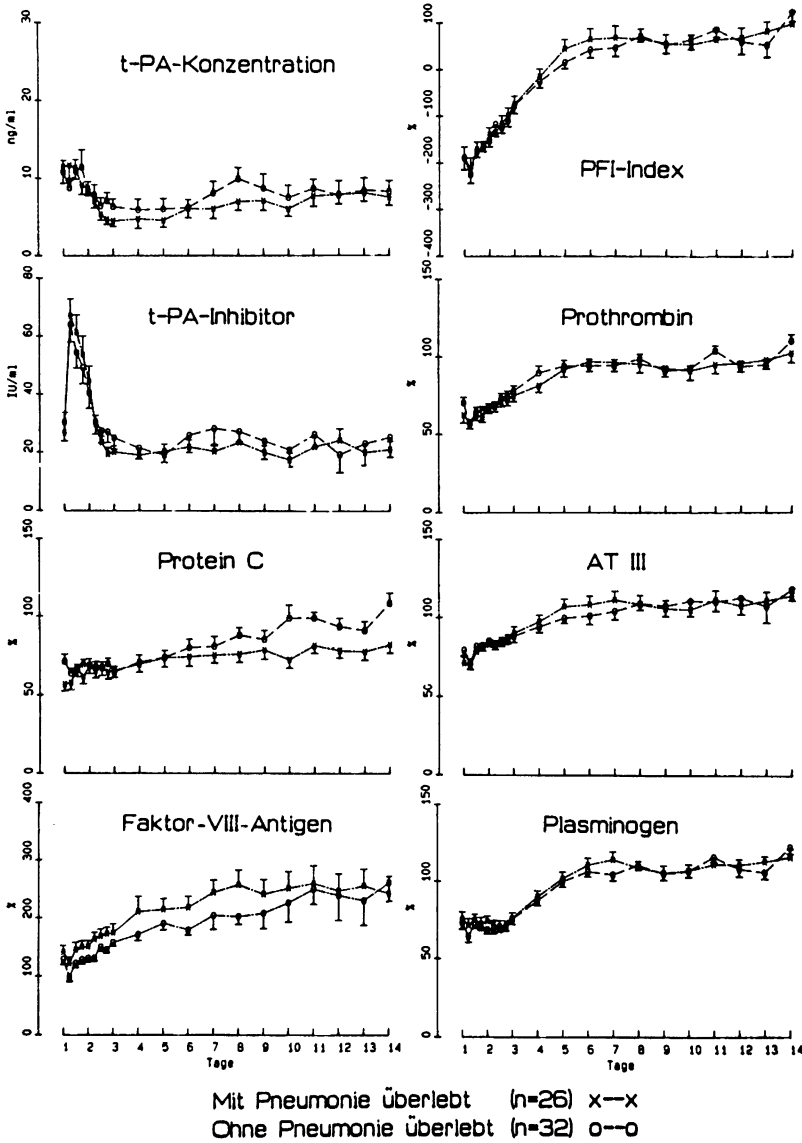 t-PA-Konzentration
ng/ml
30
20
10
0
PFI-Index
%
100
0
-100
-200
-300
-400
t-PA-Inhibitor
IU/ml
80
60
40
20
0
Prothrombin
%
150
100
50
0
Protein C
%
150
100
50
0
AT III
%
150
100
50
0
Faktor-VIII-Antigen
%
400
300
200
100
0
1 2 3 4 5 6 7 8 9 10 11 12 13 14
Tage
Plasminogen
%
150
100
50
0
1 2 3 4 5 6 7 8 9 10 11 12 13 14
Tage
Mit Pneumonie überlebt (n=26) x--x
Ohne Pneumonie überlebt (n=32) o--o